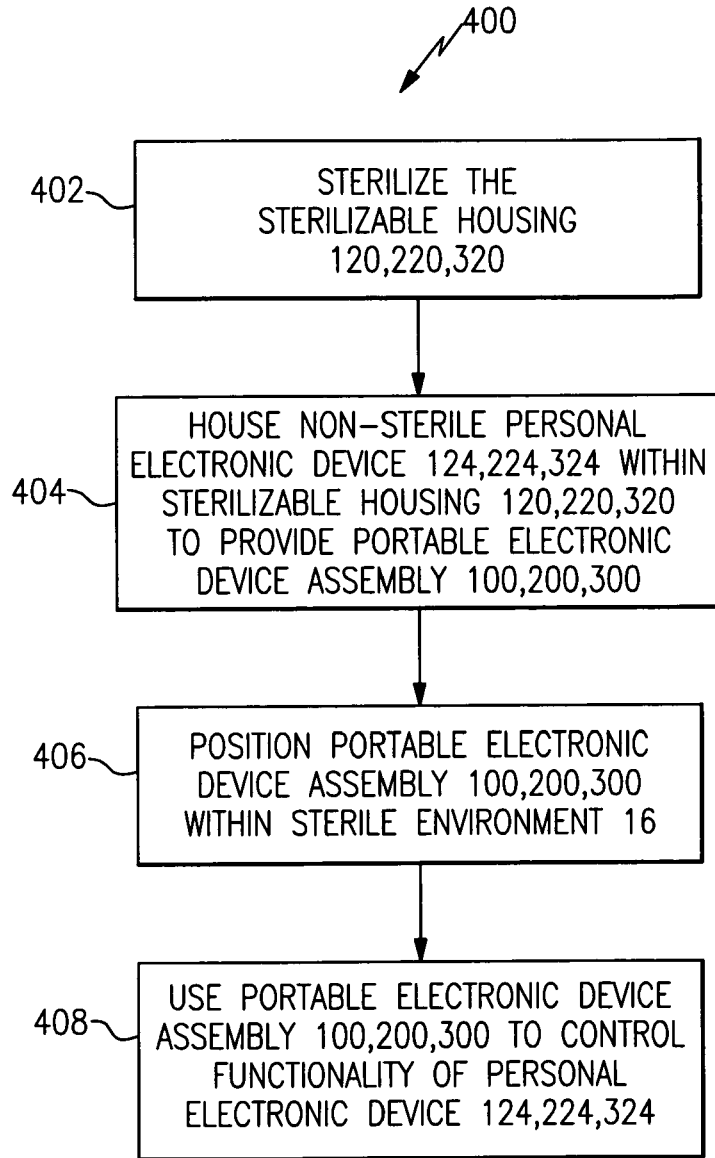 400
402
STERILIZE THE
STERILIZABLE HOUSING
120,220,320
404
HOUSE NON-STERILE PERSONAL
ELECTRONIC DEVICE 124,224,324 WITHIN
STERILIZABLE HOUSING 120,220,320
TO PROVIDE PORTABLE ELECTRONIC
DEVICE ASSEMBLY 100,200,300
406
POSITION PORTABLE ELECTRONIC
DEVICE ASSEMBLY 100,200,300
WITHIN STERILE ENVIRONMENT 16
408
USE PORTABLE ELECTRONIC DEVICE
ASSEMBLY 100,200,300 TO CONTROL
FUNCTIONALITY OF PERSONAL
ELECTRONIC DEVICE 124,224,324